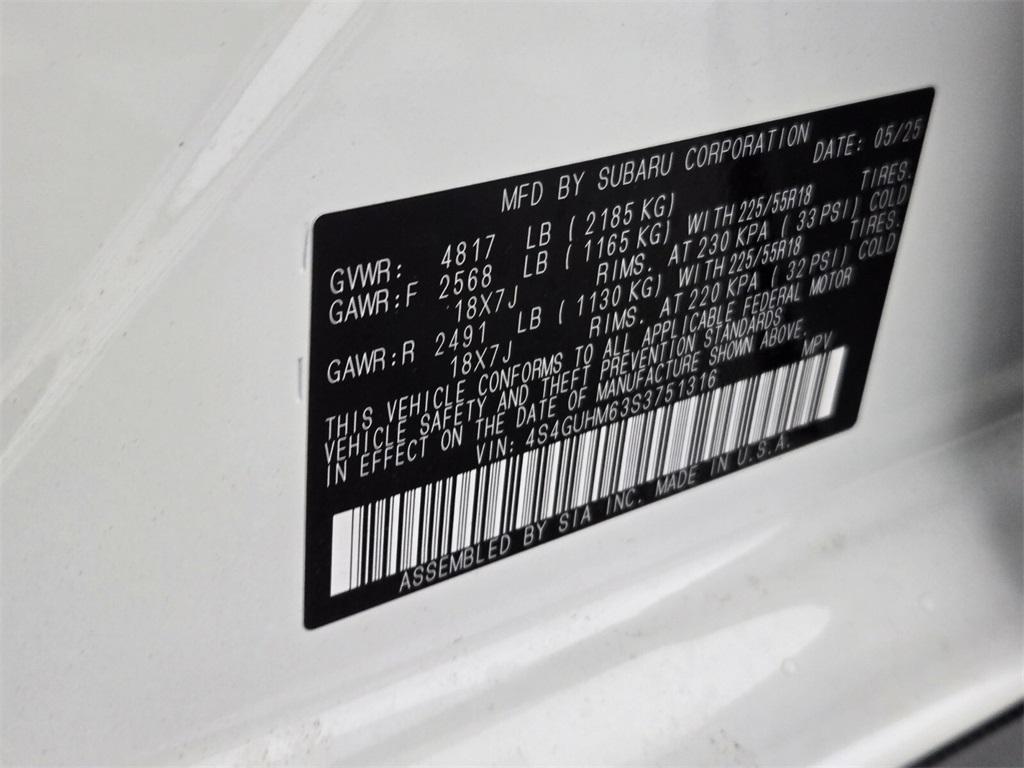 MFD BY SUBARU CORPORATION DATE: 05/25
GVWR: 4817 LB ( 2185 KG)
GAWR:F 2568 LB ( 1165 KG) WITH 225/55R18 TIRES.
18X7J RIMS. AT 230 KPA ( 33 PSI) COLD
GAWR:R 2491 LB ( 1130 KG) WITH 225/55R18 TIRES.
18X7J RIMS. AT 220 KPA ( 32 PSI) COLD
THIS VEHICLE CONFORMS TO ALL APPLICABLE FEDERAL MOTOR
VEHICLE SAFETY AND THEFT PREVENTION STANDARDS
IN EFFECT ON THE DATE OF MANUFACTURE SHOWN ABOVE.
VIN: 4S4GUHM63S3751316 MPV
ASSEMBLED BY SIA INC. MADE IN U.S.A.